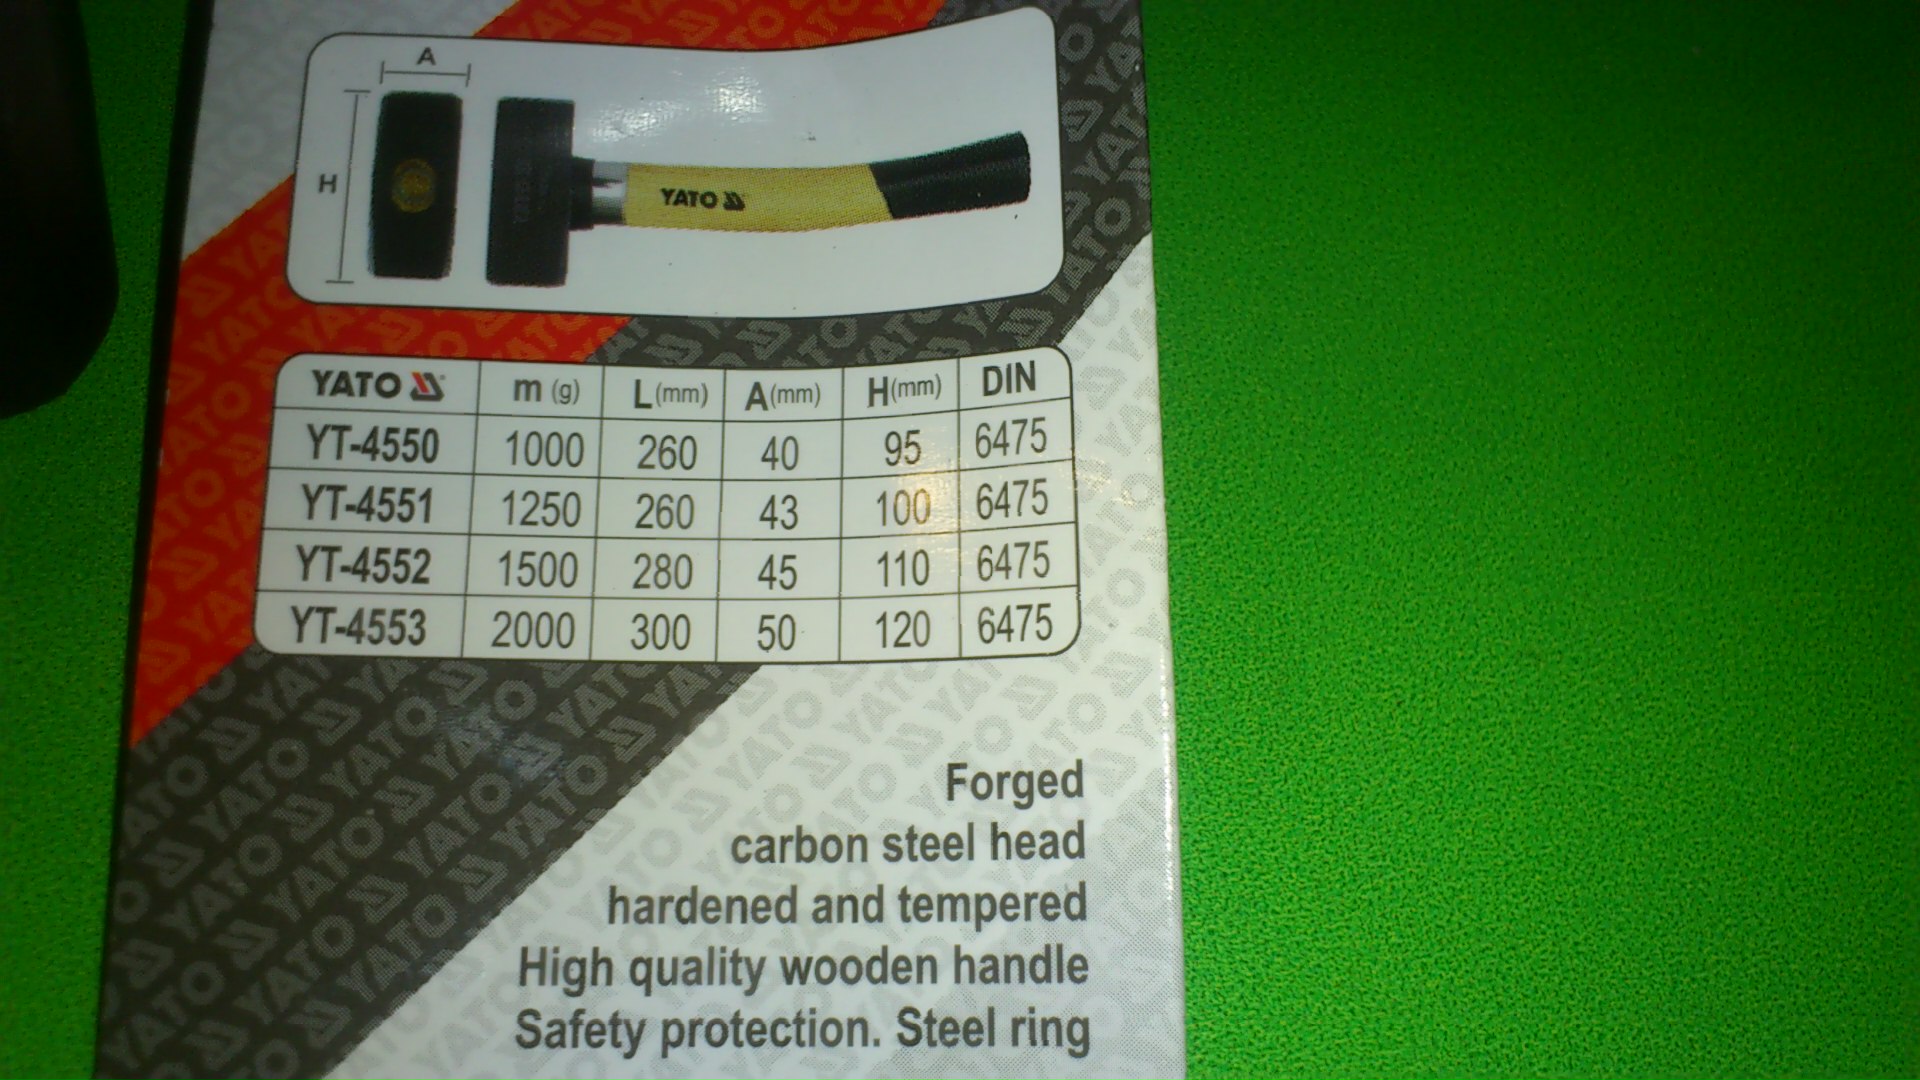 A
H
YATO
YATO m (g) L(mm) A(mm) H(mm) DIN
YT-4550 1000 260 40 95 6475
YT-4551 1250 260 43 100 6475
YT-4552 1500 280 45 110 6475
YT-4553 2000 300 50 120 6475
Forged
carbon steel head
hardened and tempered
High quality wooden handle
Safety protection. Steel ring